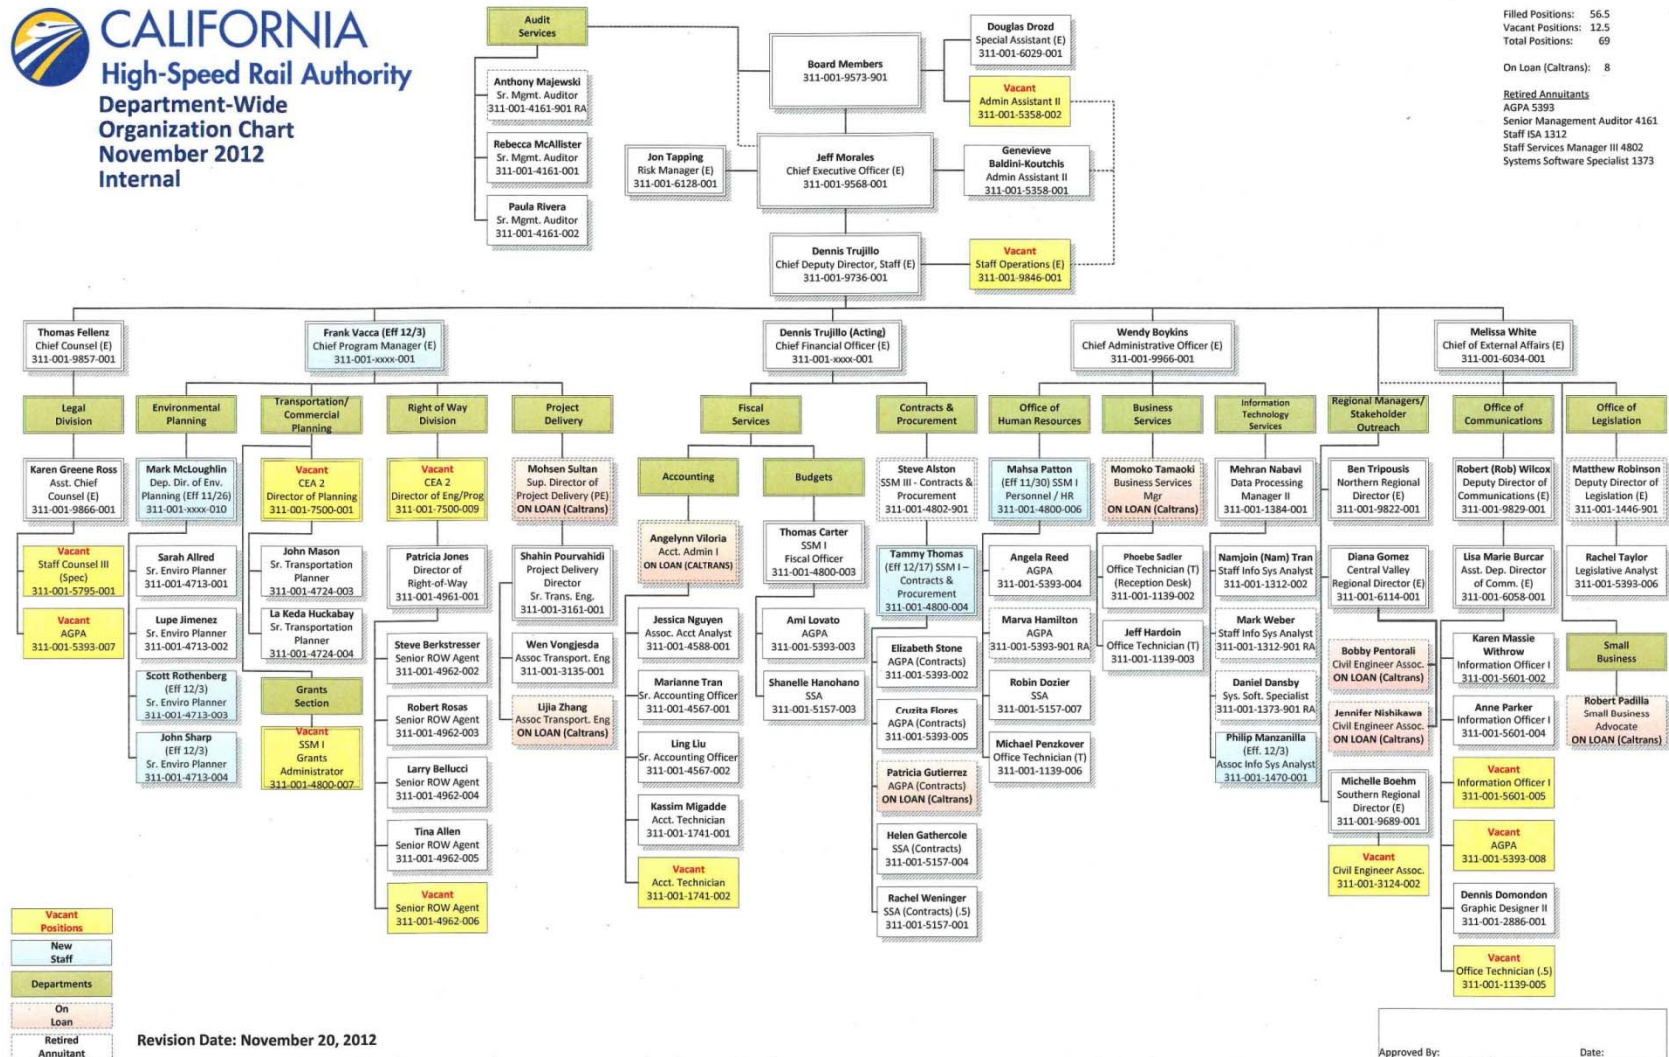 CALIFORNIA
High-Speed Rail Authority
Department-Wide
Organization Chart
November 2012
Internal
Audit
Services
Anthony Majewski
Sr. Mgmt. Auditor
311-001-4161-901 RA
Rebecca McAllister
Sr. Mgmt. Auditor
311-001-4161-001
Paula Rivera
Sr. Mgmt. Auditor
311-001-4161-002
Board Members
311-001-9573-901
Douglas Drozd
Special Assistant (E)
311-001-6029-001
Vacant
Admin Assistant II
311-001-5358-002
Jon Tapping
Risk Manager (E)
311-001-6128-001
Jeff Morales
Chief Executive Officer (E)
311-001-9568-001
Genevieve
Baldini-Koutchis
Admin Assistant II
311-001-5358-001
Dennis Trujillo
Chief Deputy Director, Staff (E)
311-001-9736-001
Vacant
Staff Operations (E)
311-001-9846-001
Filled Positions: 56.5
Vacant Positions: 12.5
Total Positions: 69
On Loan (Caltrans): 8
Retired Annuitants
AGPA 5393
Senior Management Auditor 4161
Staff ISA 1312
Staff Services Manager III 4802
Systems Software Specialist 1373
Thomas Fellenz
Chief Counsel (E)
311-001-9857-001
Frank Vacca (Eff 12/3)
Chief Program Manager (E)
311-001-xxxx-001
Dennis Trujillo (Acting)
Chief Financial Officer (E)
311-001-xxxx-001
Wendy Boykins
Chief Administrative Officer (E)
311-001-9966-001
Melissa White
Chief of External Affairs (E)
311-001-6034-001
Legal
Division
Karen Greene Ross
Asst. Chief
Counsel (E)
311-001-9866-001
Vacant
Staff Counsel III
(Spec)
311-001-5795-001
Vacant
AGPA
311-001-5393-007
Environmental
Planning
Mark McLoughlin
Dep. Dir. of Env.
Planning (Eff 11/26)
311-001-xxxx-010
Sarah Allred
Sr. Enviro Planner
311-001-4713-001
Lupe Jimenez
Sr. Enviro Planner
311-001-4713-002
Scott Rothenberg
(Eff 12/3)
Sr. Enviro Planner
311-001-4713-003
John Sharp
(Eff 12/3)
Sr. Enviro Planner
311-001-4713-004
Transportation/
Commercial
Planning
Vacant
CEA 2
Director of Planning
311-001-7500-001
John Mason
Sr. Transportation
Planner
311-001-4724-003
La Keda Huckabay
Sr. Transportation
Planner
311-001-4724-004
Grants
Section
Vacant
SSM I
Grants
Administrator
311-001-4800-007
Right of Way
Division
Vacant
CEA 2
Director of Eng/Prog
311-001-7500-009
Patricia Jones
Director of
Right-of-Way
311-001-4961-001
Steve Berkstresser
Senior ROW Agent
311-001-4962-002
Robert Rosas
Senior ROW Agent
311-001-4962-003
Larry Bellucci
Senior ROW Agent
311-001-4962-004
Tina Allen
Senior ROW Agent
311-001-4962-005
Vacant
Senior ROW Agent
311-001-4962-006
Project
Delivery
Mohsen Sultan
Sup. Director of
Project Delivery (PE)
ON LOAN (Caltrans)
Shahin Pourvahidi
Project Delivery
Director
Sr. Trans. Eng.
311-001-3161-001
Wen Vongjesda
Assoc Transport. Eng
311-001-3135-001
Lijia Zhang
Assoc Transport. Eng
ON LOAN (Caltrans)
Fiscal
Services
Accounting
Angelynn Viloria
Acct. Admin I
ON LOAN (CALTRANS)
Jessica Nguyen
Assoc. Acct Analyst
311-001-4588-001
Marianne Tran
Sr. Accounting Officer
311-001-4567-001
Ling Liu
Sr. Accounting Officer
311-001-4567-002
Kassim Migadde
Acct. Technician
311-001-1741-001
Vacant
Acct. Technician
311-001-1741-002
Budgets
Thomas Carter
SSM I
Fiscal Officer
311-001-4800-003
Ami Lovato
AGPA
311-001-5393-003
Shanelle Hanohano
SSA
311-001-5157-003
Contracts &
Procurement
Steve Alston
SSM III - Contracts &
Procurement
311-001-4802-901
Tammy Thomas
(Eff 12/17) SSM I –
Contracts &
Procurement
311-001-4800-004
Elizabeth Stone
AGPA (Contracts)
311-001-5393-002
Cruzita Flores
AGPA (Contracts)
311-001-5393-005
Patricia Gutierrez
AGPA (Contracts)
ON LOAN (Caltrans)
Helen Gathercole
SSA (Contracts)
311-001-5157-004
Rachel Weninger
SSA (Contracts) (.5)
311-001-5157-001
Office of
Human Resources
Mahsa Patton
(Eff 11/30) SSM I
Personnel / HR
311-001-4800-006
Angela Reed
AGPA
311-001-5393-004
Marva Hamilton
AGPA
311-001-5393-901 RA
Robin Dozier
SSA
311-001-5157-007
Michael Penzkover
Office Technician (T)
311-001-1139-006
Business
Services
Momoko Tamaoki
Business Services
Mgr
ON LOAN (Caltrans)
Phoebe Sadler
Office Technician (T)
(Reception Desk)
311-001-1139-002
Jeff Hardoin
Office Technician (T)
311-001-1139-003
Information
Technology
Services
Mehran Nabavi
Data Processing
Manager II
311-001-1384-001
Namjoin (Nam) Tran
Staff Info Sys Analyst
311-001-1312-002
Mark Weber
Staff Info Sys Analyst
311-001-1312-901 RA
Daniel Dansby
Sys. Soft. Specialist
311-001-1373-901 RA
Philip Manzanilla
(Eff. 12/3)
Assoc Info Sys Analyst
311-001-1470-001
Regional Managers/
Stakeholder
Outreach
Ben Tripousis
Northern Regional
Director (E)
311-001-9822-001
Diana Gomez
Central Valley
Regional Director (E)
311-001-6114-001
Bobby Pentorali
Civil Engineer Assoc.
ON LOAN (Caltrans)
Jennifer Nishikawa
Civil Engineer Assoc.
ON LOAN (Caltrans)
Michelle Boehm
Southern Regional
Director (E)
311-001-9689-001
Vacant
Civil Engineer Assoc.
311-001-3124-002
Office of
Communications
Robert (Rob) Wilcox
Deputy Director of
Communications (E)
311-001-9829-001
Lisa Marie Burcar
Asst. Dep. Director
of Comm. (E)
311-001-6058-001
Karen Massie
Withrow
Information Officer I
311-001-5601-002
Anne Parker
Information Officer I
311-001-5601-004
Vacant
Information Officer I
311-001-5601-005
Vacant
AGPA
311-001-5393-008
Dennis Domondon
Graphic Designer II
311-001-2886-001
Vacant
Office Technician (.5)
311-001-1139-005
Office of
Legislation
Matthew Robinson
Deputy Director of
Legislation (E)
311-001-1446-901
Rachel Taylor
Legislative Analyst
311-001-5393-006
Small
Business
Robert Padilla
Small Business
Advocate
ON LOAN (Caltrans)
Vacant
Positions
New
Staff
Departments
On
Loan
Retired
Annuitant
Revision Date: November 20, 2012
Approved By:
Date: